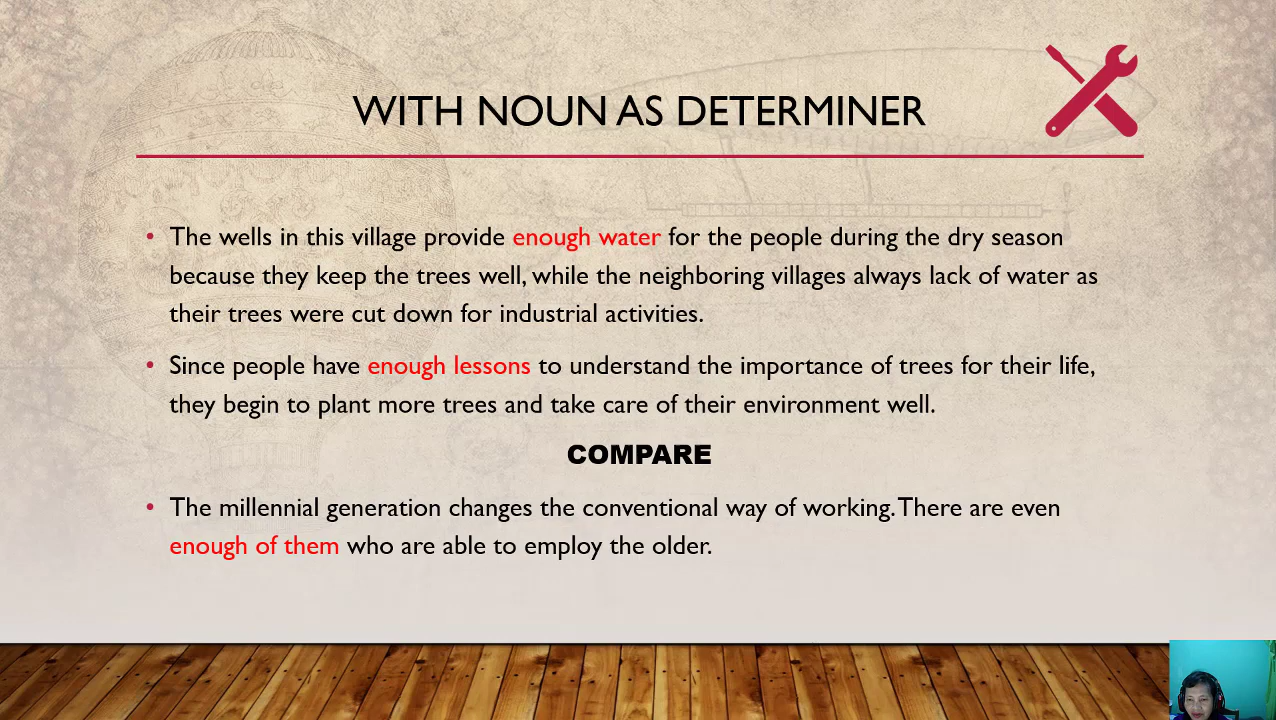 WITH NOUN AS DETERMINER
• The wells in this village provide enough water for the people during the dry season
because they keep the trees well, while the neighboring villages always lack of water as
their trees were cut down for industrial activities.
• Since people have enough lessons to understand the importance of trees for their life,
they begin to plant more trees and take care of their environment well.
COMPARE
• The millennial generation changes the conventional way of working. There are even
enough of them who are able to employ the older.